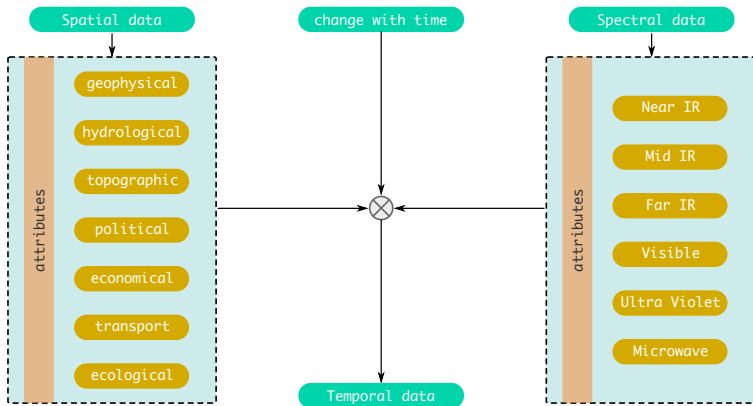 Spatial data
change with time
Spectral data
attributes
geophysical
hydrological
topographic
political
economical
transport
ecological
attributes
Near IR
Mid IR
Far IR
Visible
Ultra Violet
Microwave
Temporal data